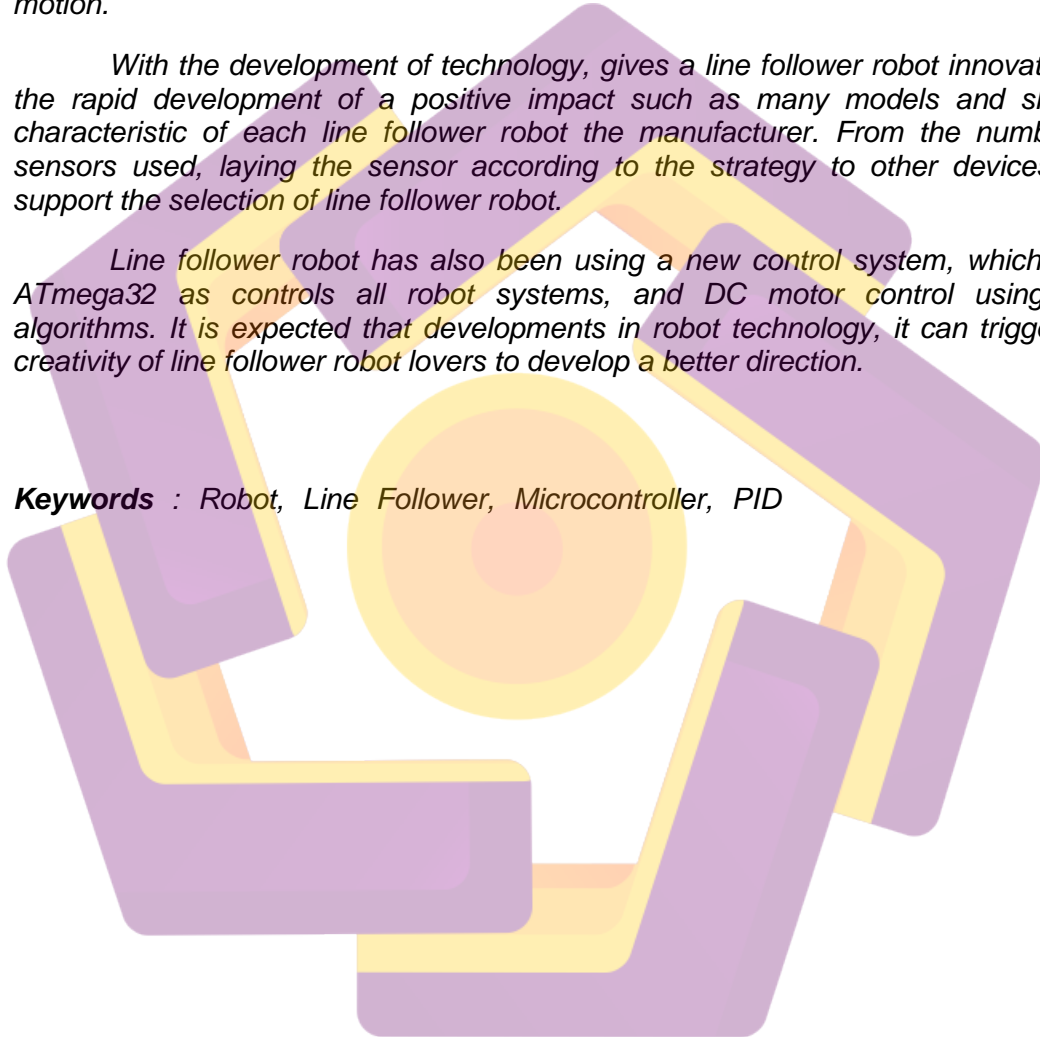 motion.
With the development of technology, gives a line follower robot innovat
the rapid development of a positive impact such as many models and s
characteristic of each line follower robot the manufacturer. From the numb
sensors used, laying the sensor according to the strategy to other devices
support the selection of line follower robot.
Line follower robot has also been using a new control system, which
ATmega32 as controls all robot systems, and DC motor control using
algorithms. It is expected that developments in robot technology, it can trigge
creativity of line follower robot lovers to develop a better direction.
Keywords : Robot, Line Follower, Microcontroller, PID